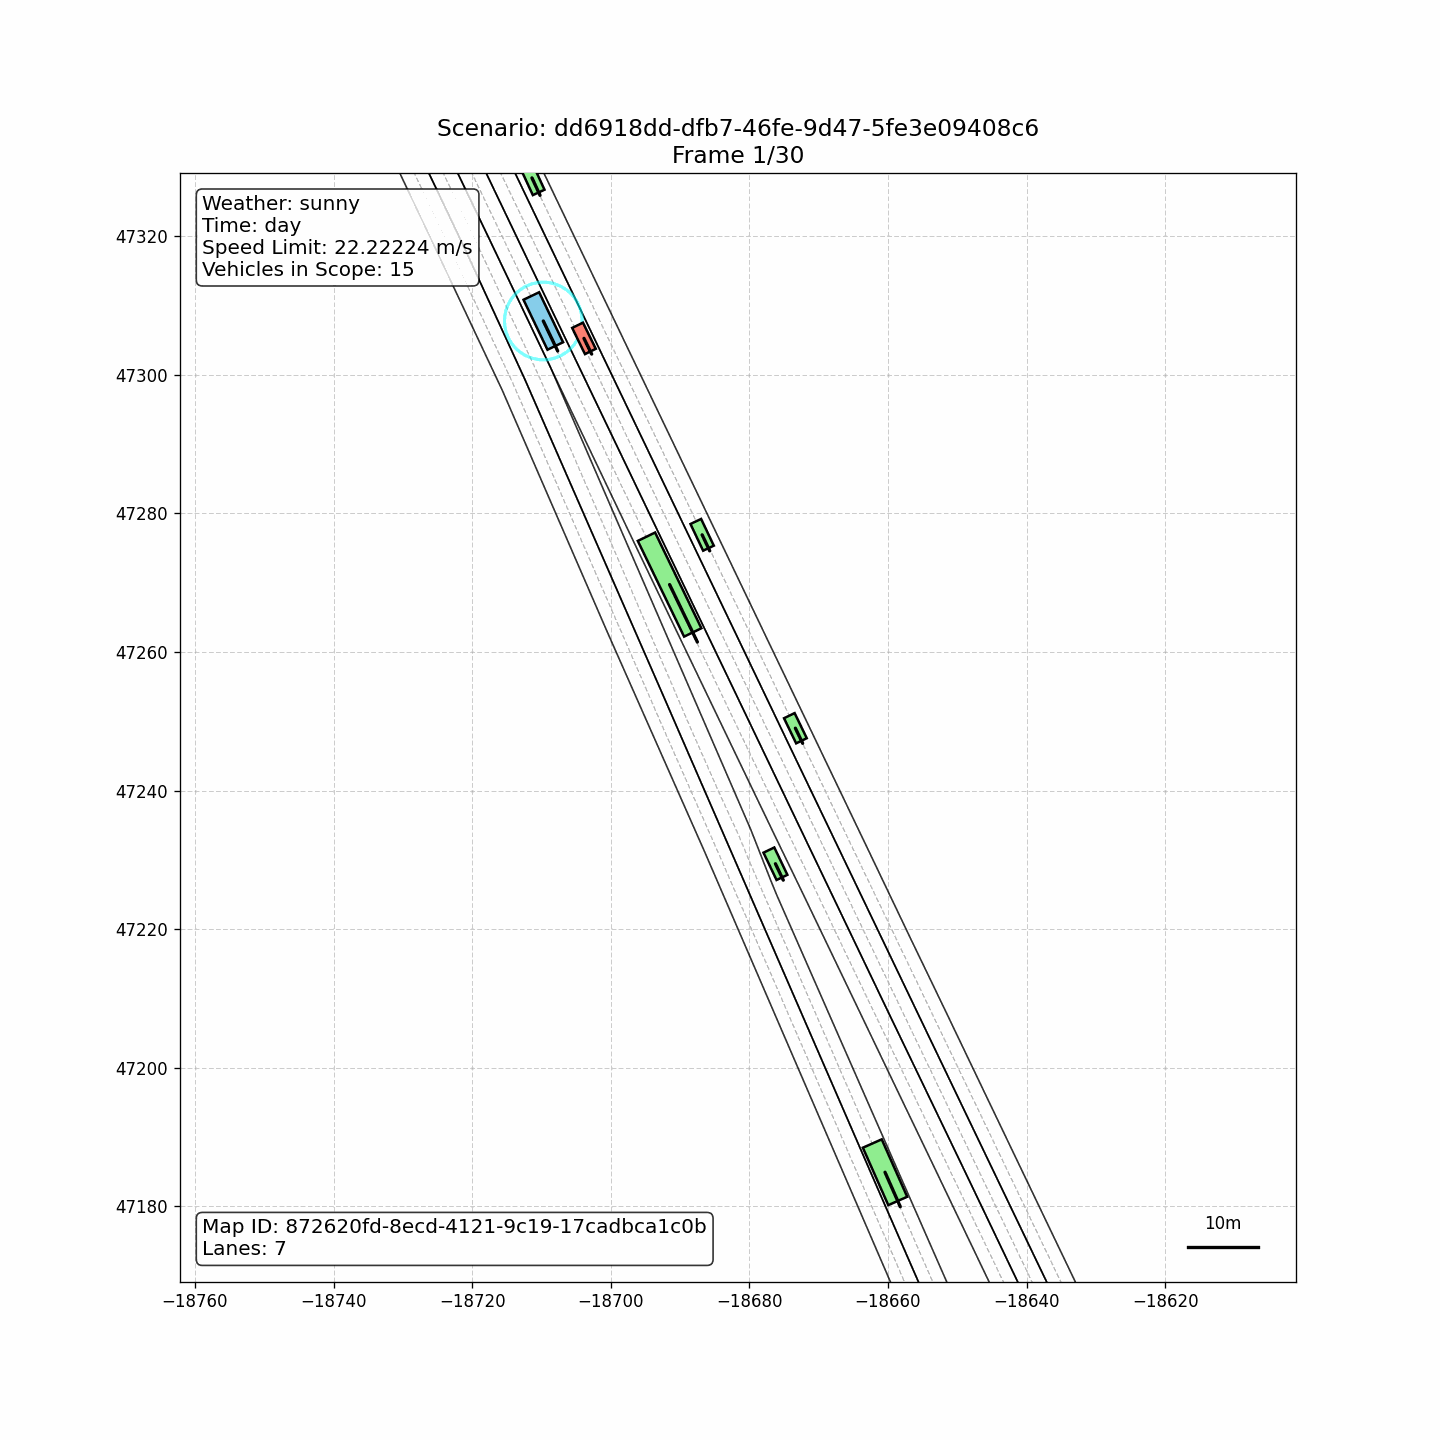 Scenario: dd6918dd-dfb7-46fe-9d47-5fe3e09408c6
Frame 1/30
Weather: sunny
Time: day
Speed Limit: 22.22224 m/s
Vehicles in Scope: 15
47320
47300
47280
47260
47240
47220
47200
47180
Map ID: 872620fd-8ecd-4121-9c19-17cadbca1c0b
Lanes: 7
10m
−18760
−18740
−18720
−18700
−18680
−18660
−18640
−18620